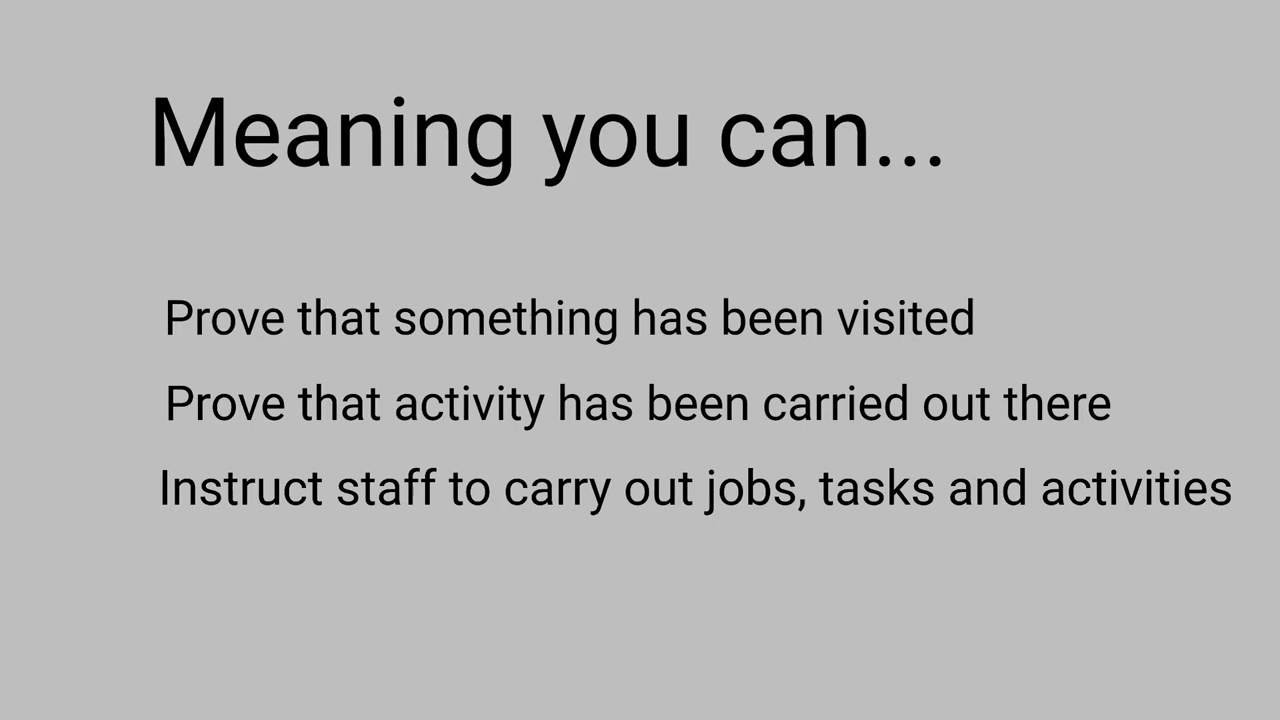 Meaning you can...
Prove that something has been visited
Prove that activity has been carried out there
Instruct staff to carry out jobs, tasks and activities